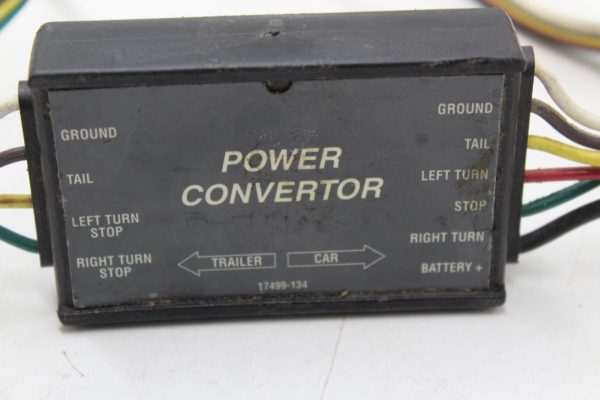 POWER
CONVERTOR
GROUND
TAIL
LEFT TURN
STOP
RIGHT TURN
STOP
GROUND
TAIL
LEFT TURN
STOP
RIGHT TURN
BATTERY +
TRAILER
CAR
17499-134